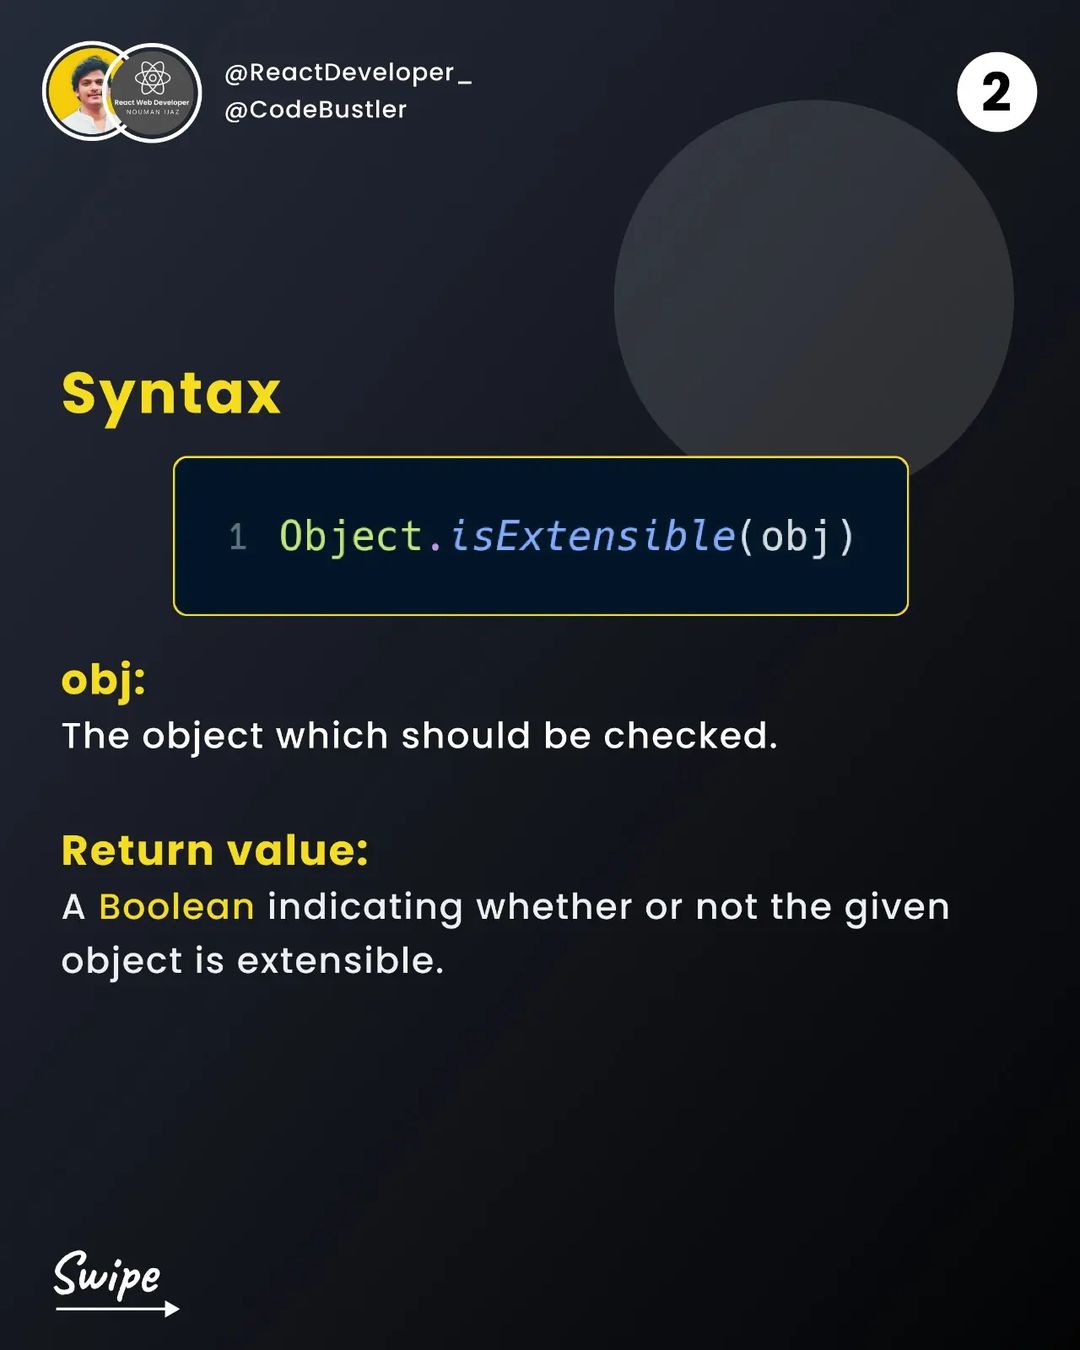 @ReactDeveloper_
@CodeBustler
React Web Developer
NOUMAN IJAZ
2
Syntax
1 Object.isExtensible(obj)
obj:
The object which should be checked.
Return value:
A Boolean indicating whether or not the given
object is extensible.
Swipe